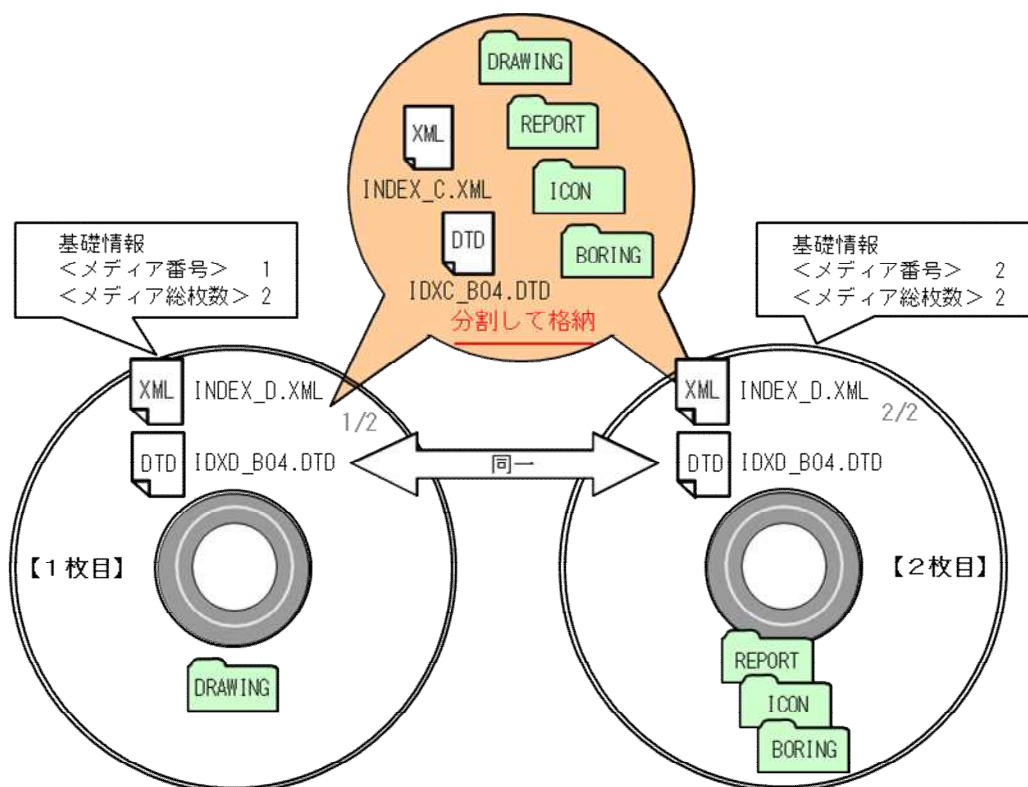 DRAWING
REPORT
XML
INDEX_C.XML
ICON
DTD
BORING
IDXC_B04.DTD
分割して格納
基礎情報
<メディア番号> 1
<メディア総枚数> 2
基礎情報
<メディア番号> 2
<メディア総枚数> 2
XML INDEX_D.XML
1/2
DTD IDXD_B04.DTD
同一
XML INDEX_D.XML
2/2
DTD IDXD_B04.DTD
【1枚目】
【2枚目】
DRAWING
REPORT
ICON
BORING